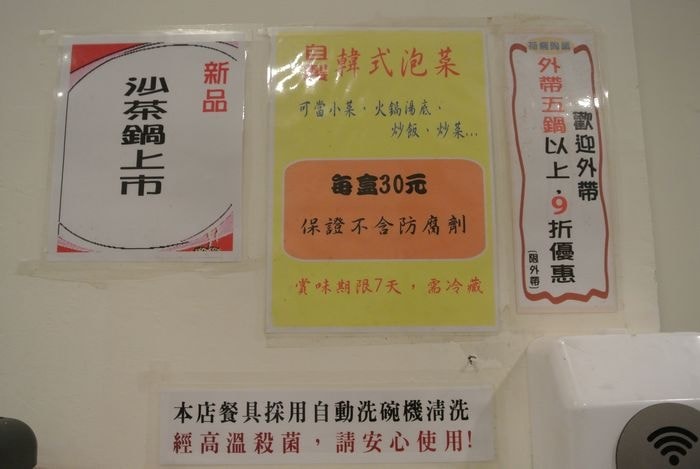 新品
沙茶鍋上市
自製 韓式泡菜
可當小菜、火鍋湯底、
炒飯,炒菜...
每盒30元
保證不含防腐劑
賞味期限7天,需冷藏
歡迎外帶
外帶五鍋以上.9折優惠
(限外帶)
本店餐具採用自動洗碗機清洗
經高溫殺菌,請安心使用!